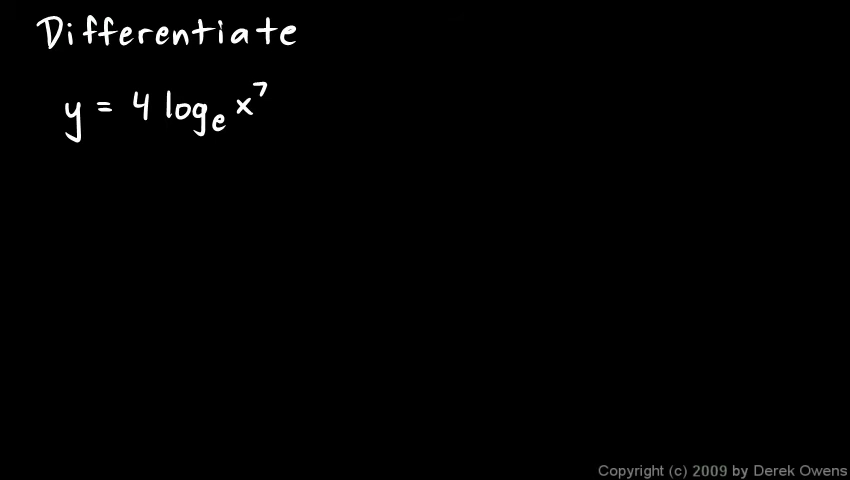 Differentiate
y = 4 logₑ x⁷
Copyright (c) 2009 by Derek Owens